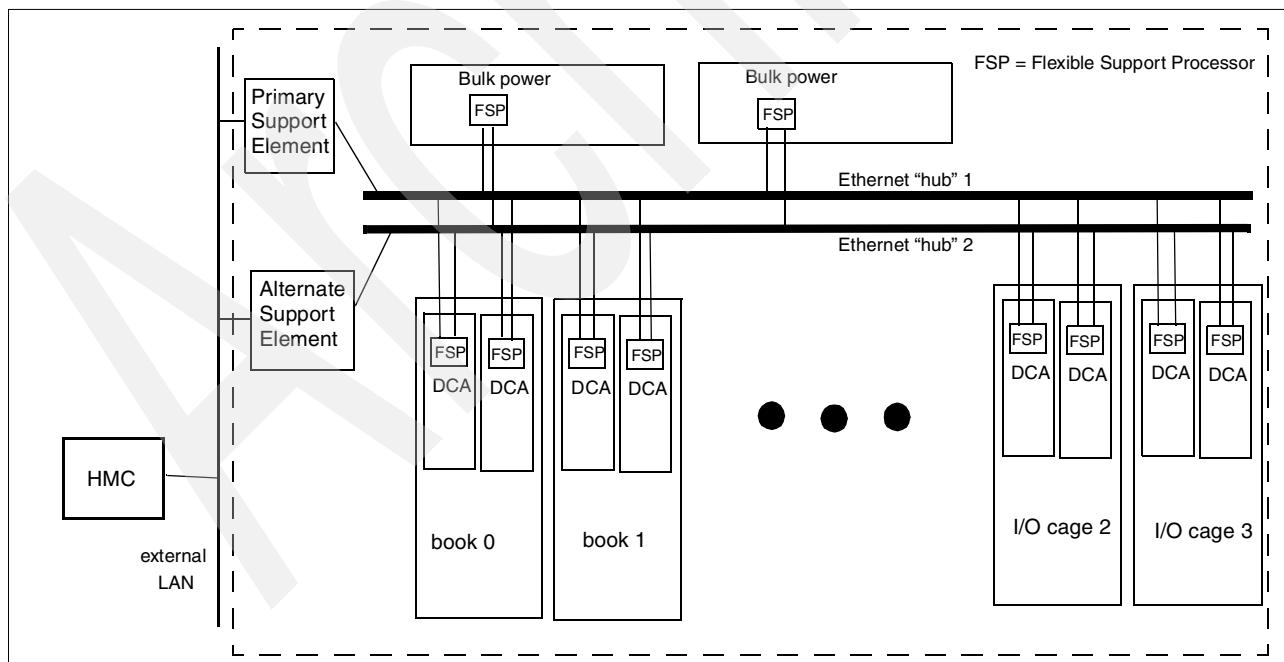 FSP = Flexible Support Processor
Bulk power
FSP
Bulk power
FSP
Primary
Support
Element
Ethernet “hub” 1
Ethernet “hub” 2
Alternate
Support
Element
FSP
DCA
FSP
DCA
FSP
DCA
FSP
DCA
FSP
DCA
FSP
DCA
FSP
DCA
FSP
DCA
HMC
book 0
book 1
I/O cage 2
I/O cage 3
external
LAN